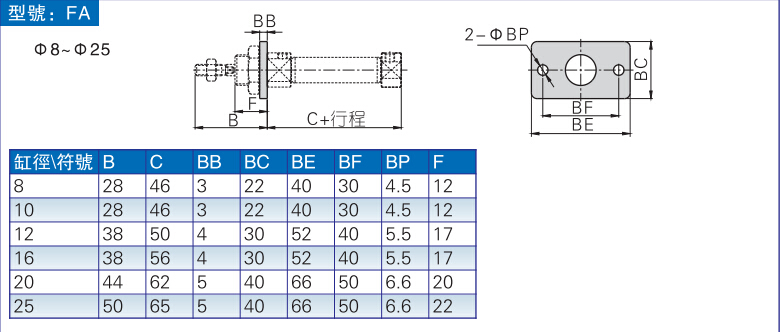 型號：FA
Φ8~Φ25
BB
F
B
C+行程
2-ΦBP
BC
BF
BE
缸徑\符號 B C BB BC BE BF BP F
8 28 46 3 22 40 30 4.5 12
10 28 46 3 22 40 30 4.5 12
12 38 50 4 30 52 40 5.5 17
16 38 56 4 30 52 40 5.5 17
20 44 62 5 40 66 50 6.6 20
25 50 65 5 40 66 50 6.6 22